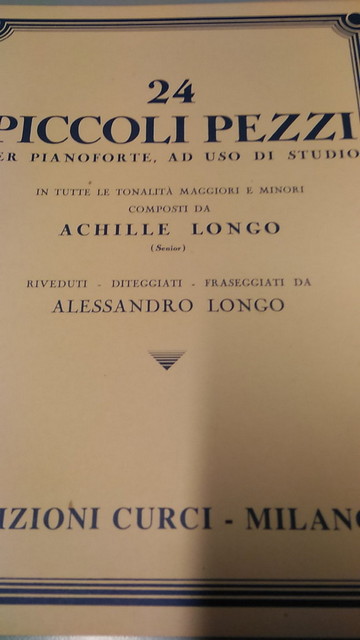 24
PICCOLI PEZZI
ER PIANOFORTE, AD USO DI STUDIO
IN TUTTE LE TONALITÀ MAGGIORI E MINORI
COMPOSTI DA
ACHILLE LONGO
(Senior)
RIVEDUTI - DITEGGIATI - FRASEGGIATI DA
ALESSANDRO LONGO
IZIONI CURCI - MILANO